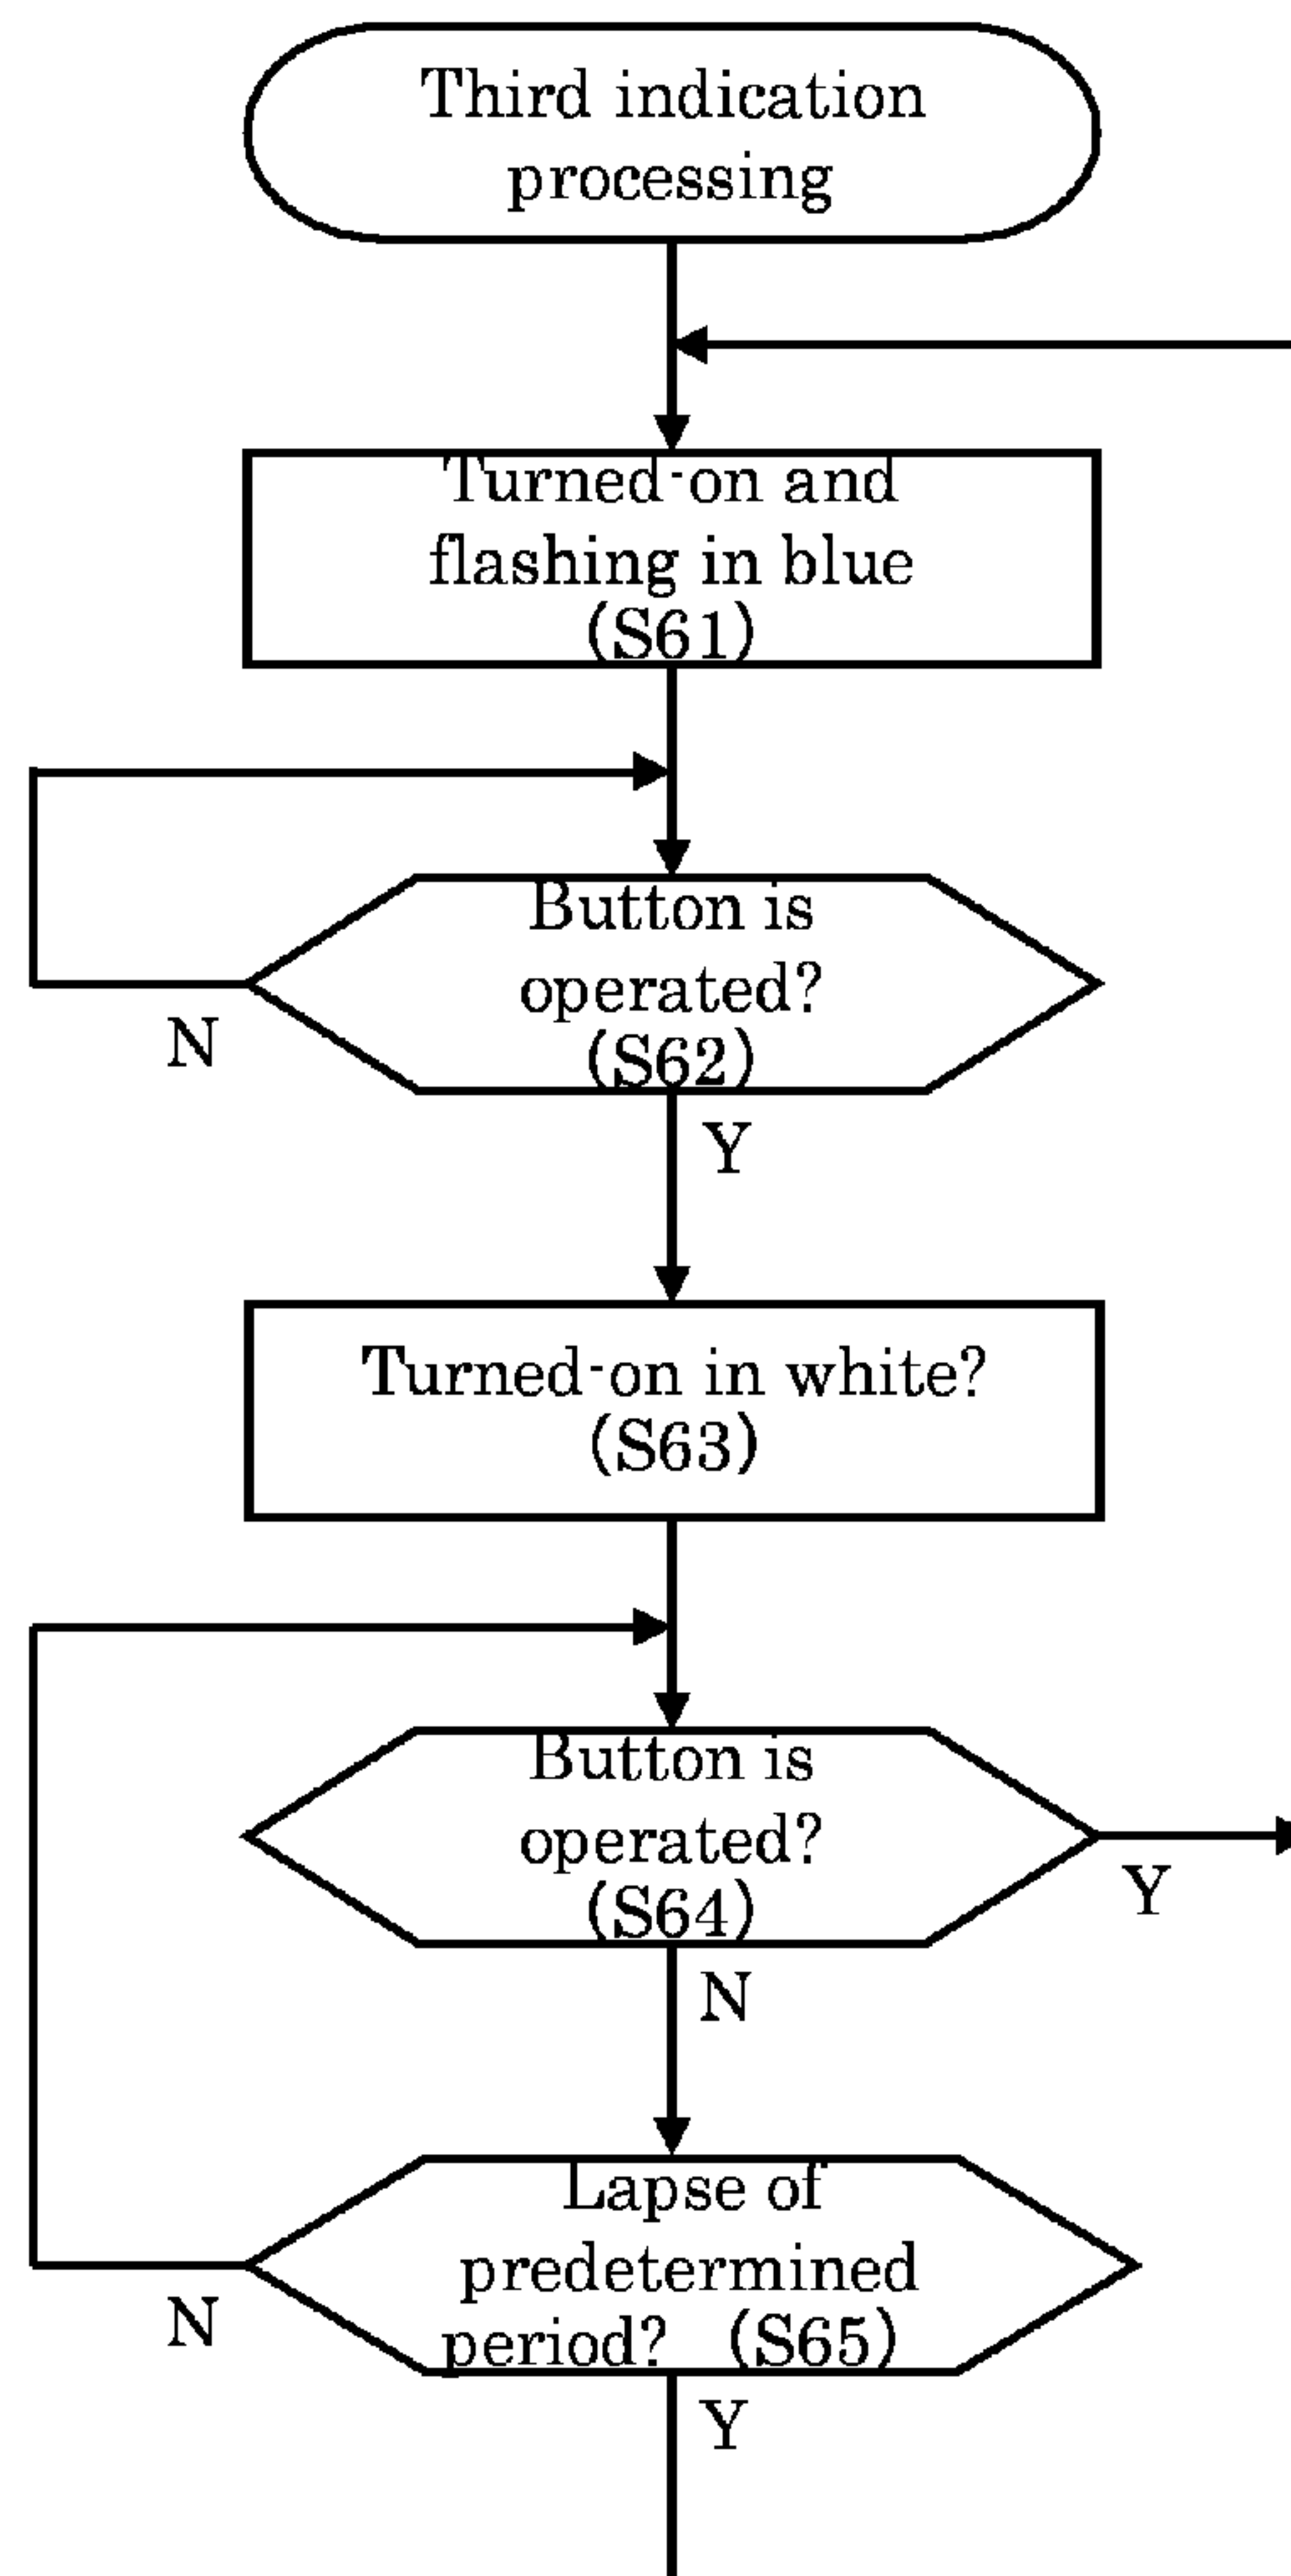 Third indication
processing
Turned-on and
flashing in blue
(S61)
Button is
operated?
(S62)
N
Y
Turned-on in white?
(S63)
Button is
operated?
(S64)
Y
N
Lapse of
predetermined
period? (S65)
N
Y